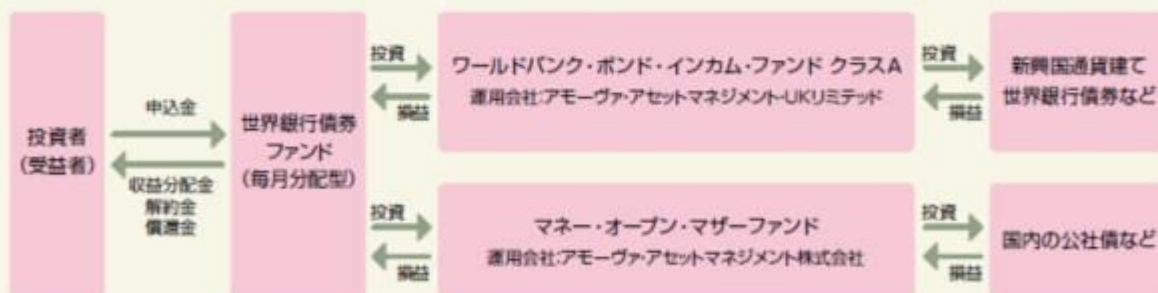 投資者
(受益者)
申込金
収益分配金
解約金
償還金
世界銀行債券
ファンド
(毎月分配型)
投資
損益
ワールドバンク・ボンド・インカム・ファンド クラスA
運用会社:アモーヴァ・アセットマネジメント-UKリミテッド
投資
損益
新興国通貨建て
世界銀行債券など
投資
損益
マネー・オープン・マザーファンド
運用会社:アモーヴァ・アセットマネジメント株式会社
投資
損益
国内の公社債など